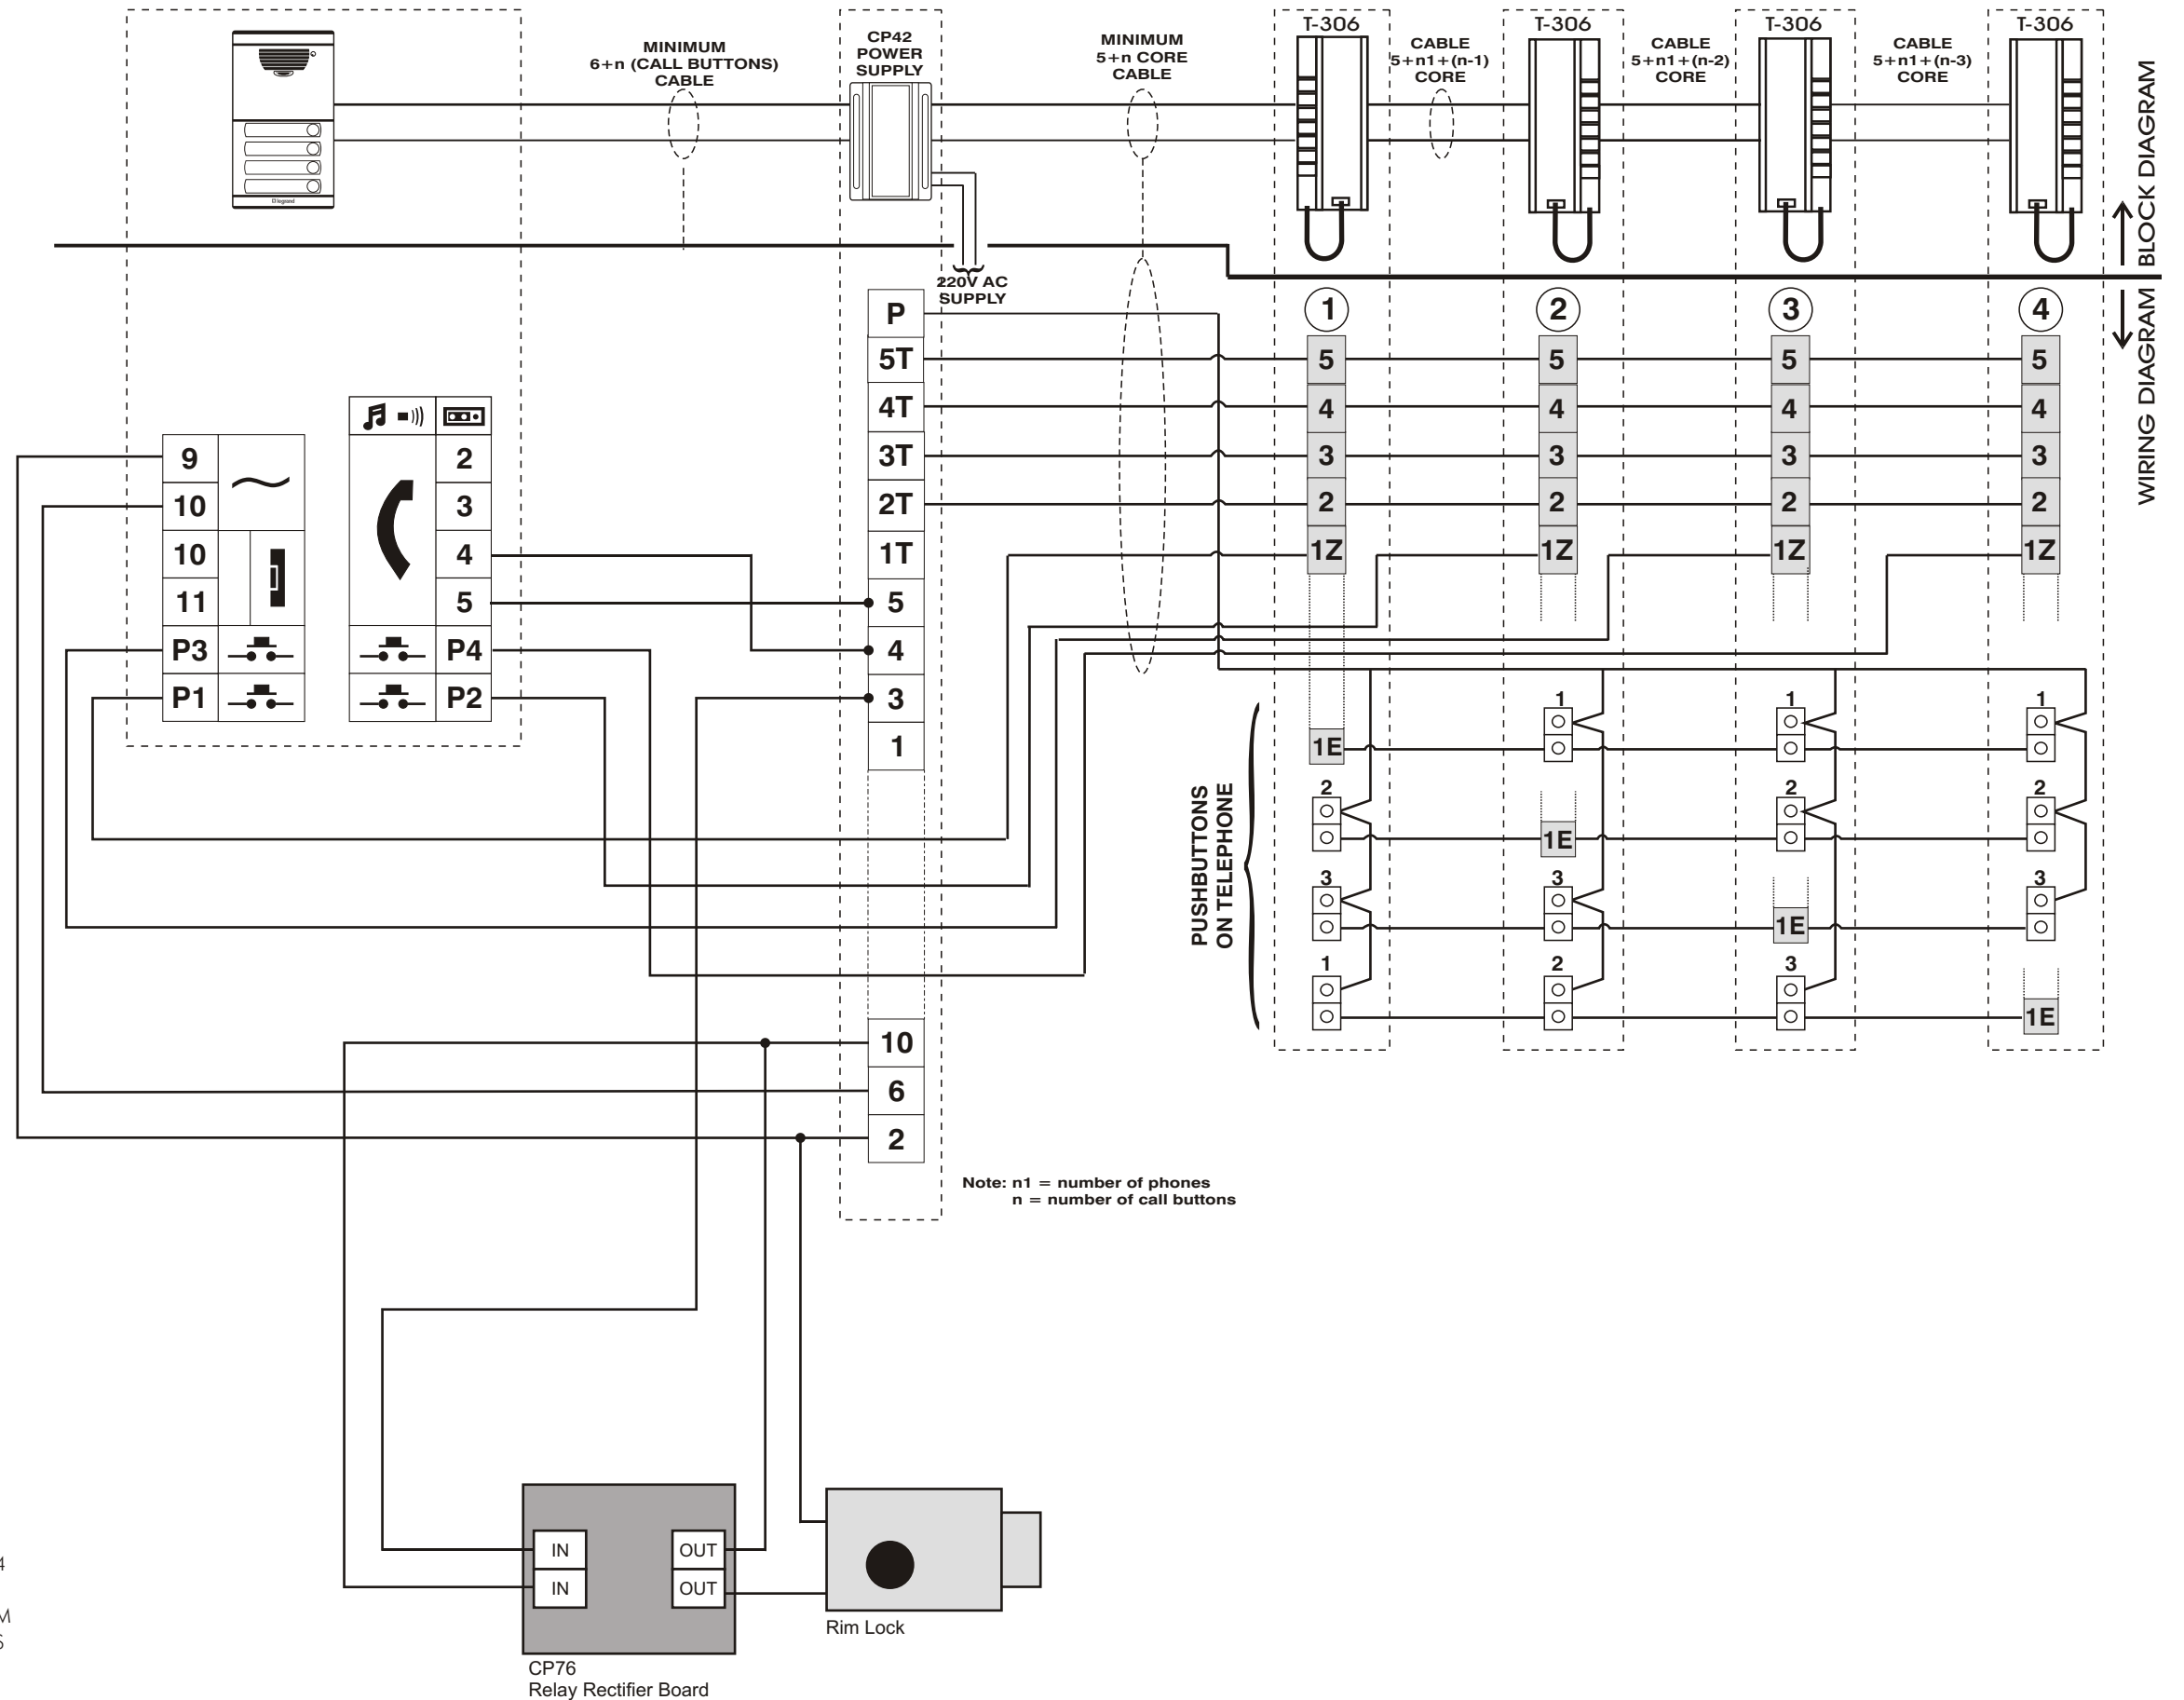 MINIMUM
6+n (CALL BUTTONS)
CABLE
CP42
POWER
SUPPLY
MINIMUM
5+n CORE
CABLE
T-306
CABLE
5+n1+(n-1)
CORE
T-306
CABLE
5+n1+(n-2)
CORE
T-306
CABLE
5+n1+(n-3)
CORE
T-306
legrand
BLOCK DIAGRAM
WIRING DIAGRAM
220V AC
SUPPLY
9
10
10
11
P3
P1
2
3
4
5
P4
P2
P
5T
4T
3T
2T
1T
5
4
3
1
10
6
2
1
5
4
3
2
1Z
1E
2
3
1
2
5
4
3
2
1Z
1
1E
3
2
3
5
4
3
2
1Z
1
2
1E
3
4
5
4
3
2
1Z
1
2
3
1E
PUSHBUTTONS
ON TELEPHONE
Note: n1 = number of phones
n = number of call buttons
IN
IN
OUT
OUT
Rim Lock
CP76
Relay Rectifier Board
4
M
S